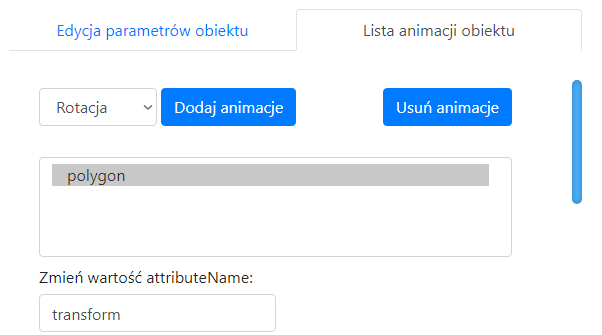 Edycja parametrów obiektu
Lista animacji obiektu
Rotacja
Dodaj animacje
Usuń animacje
polygon
Zmień wartość attributeName:
transform